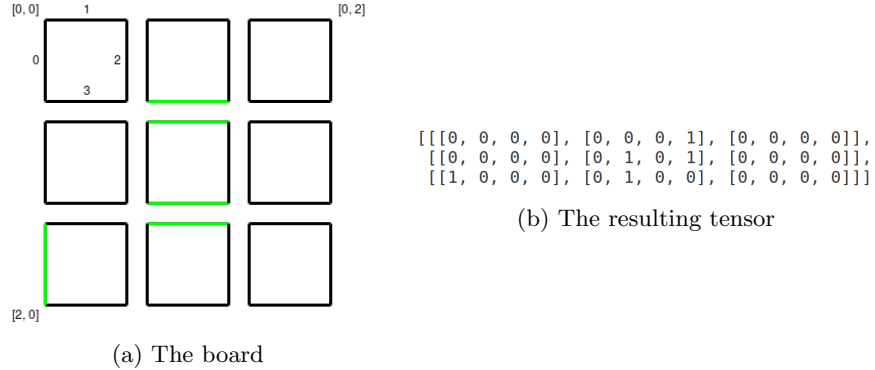 [0, 0] 1 [0, 2]
0 2
3
[2, 0]
(a) The board
[[[0, 0, 0, 0], [0, 0, 0, 1], [0, 0, 0, 0]],
[[0, 0, 0, 0], [0, 1, 0, 1], [0, 0, 0, 0]],
[[1, 0, 0, 0], [0, 1, 0, 0], [0, 0, 0, 0]]]
(b) The resulting tensor